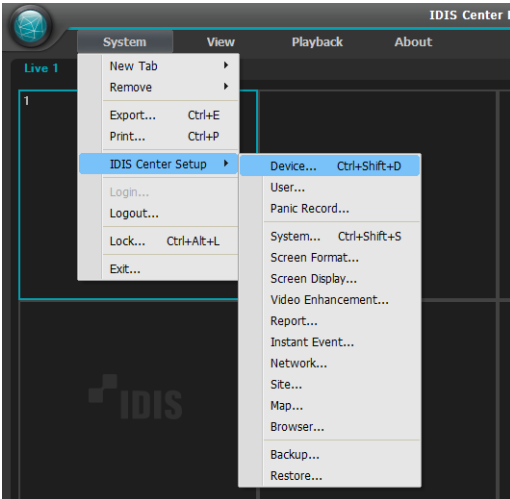 IDIS Center
System View Playback About
Live 1
1
New Tab
Remove
Export... Ctrl+E
Print... Ctrl+P
IDIS Center Setup
Login...
Logout...
Lock... Ctrl+Alt+L
Exit...
Device... Ctrl+Shift+D
User...
Panic Record...
System... Ctrl+Shift+S
Screen Format...
Screen Display...
Video Enhancement...
Report...
Instant Event...
Network...
Site...
Map...
Browser...
Backup...
Restore...
IDIS